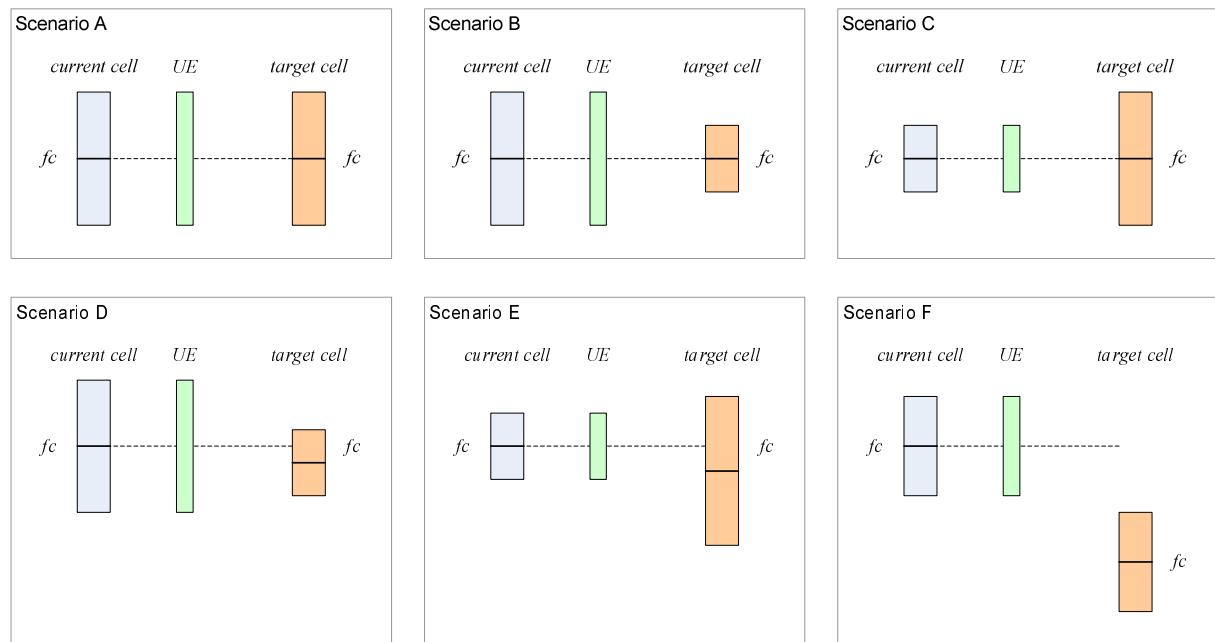 Scenario A
current cell UE target cell
fc fc
Scenario B
current cell UE target cell
fc fc
Scenario C
current cell UE target cell
fc fc
Scenario D
current cell UE target cell
fc fc
Scenario E
current cell UE target cell
fc fc
Scenario F
current cell UE target cell
fc
fc